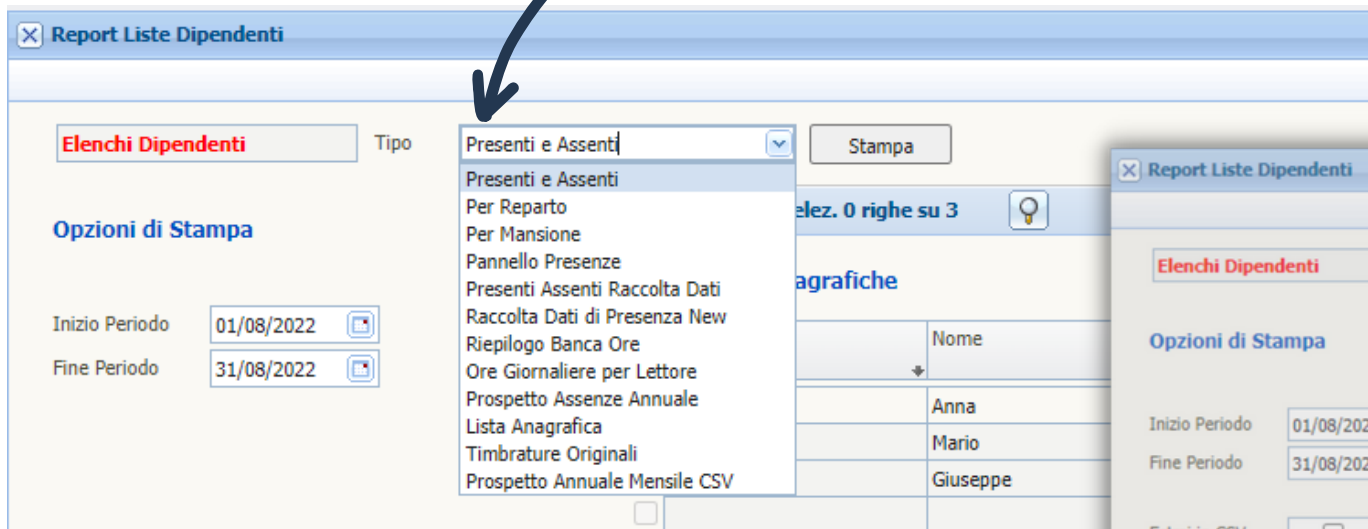 Report Liste Dipendenti
Elenchi Dipendenti
Tipo
Presenti e Assenti
Stampa
Presenti e Assenti
Per Reparto
Per Mansione
Pannello Presenze
Presenti Assenti Raccolta Dati
Raccolta Dati di Presenza New
Riepilogo Banca Ore
Ore Giornaliere per Lettore
Prospetto Assenze Annuale
Lista Anagrafica
Timbrature Originali
Prospetto Annuale Mensile CSV
Opzioni di Stampa
Inizio Periodo
01/08/2022
Fine Periodo
31/08/2022
elez. 0 righe su 3
agrafiche
Nome
Anna
Mario
Giuseppe
Report Liste Dipendenti
Elenchi Dipendenti
Opzioni di Stampa
Inizio Periodo
01/08/202
Fine Periodo
31/08/202